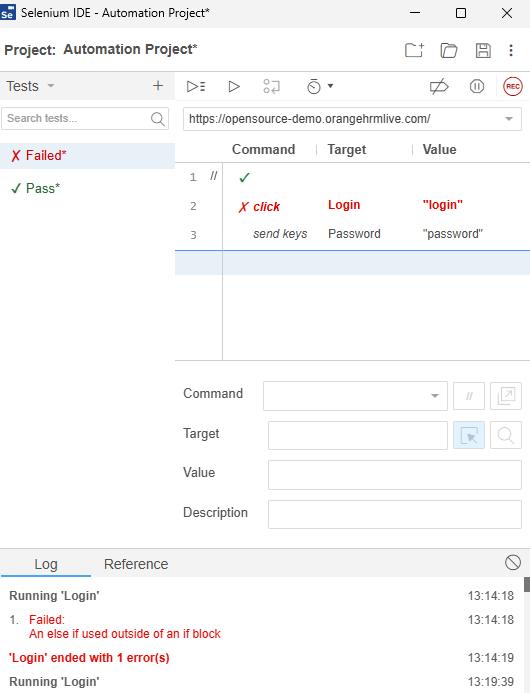 Se Selenium IDE - Automation Project*
Project: Automation Project*
Tests
Search tests...
✗ Failed*
✓ Pass*
REC
https://opensource-demo.orangehrmlive.com/
Command Target Value
1 // ✓
2 ✗ click Login "login"
3 send keys Password "password"
Command //
Target
Value
Description
Log Reference
Running 'Login' 13:14:18
1. Failed: 13:14:18
An else if used outside of an if block
'Login' ended with 1 error(s) 13:14:19
Running 'Login' 13:19:39